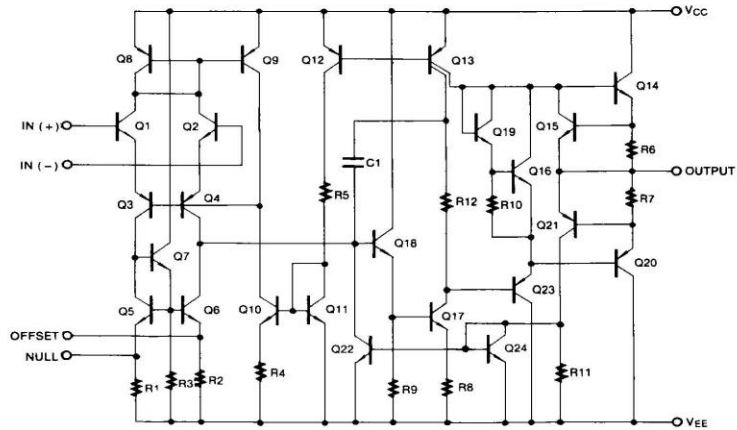 VCC
Q8
Q9
Q12
Q13
Q14
IN (+)
Q1
Q2
Q19
Q15
R6
IN (−)
C1
Q16
OUTPUT
R5
R12
R10
R7
Q3
Q4
Q21
Q7
Q18
Q20
Q23
Q5
Q6
Q10
Q11
Q17
OFFSET
Q22
Q24
NULL
R1
R3
R2
R4
R9
R8
R11
VEE